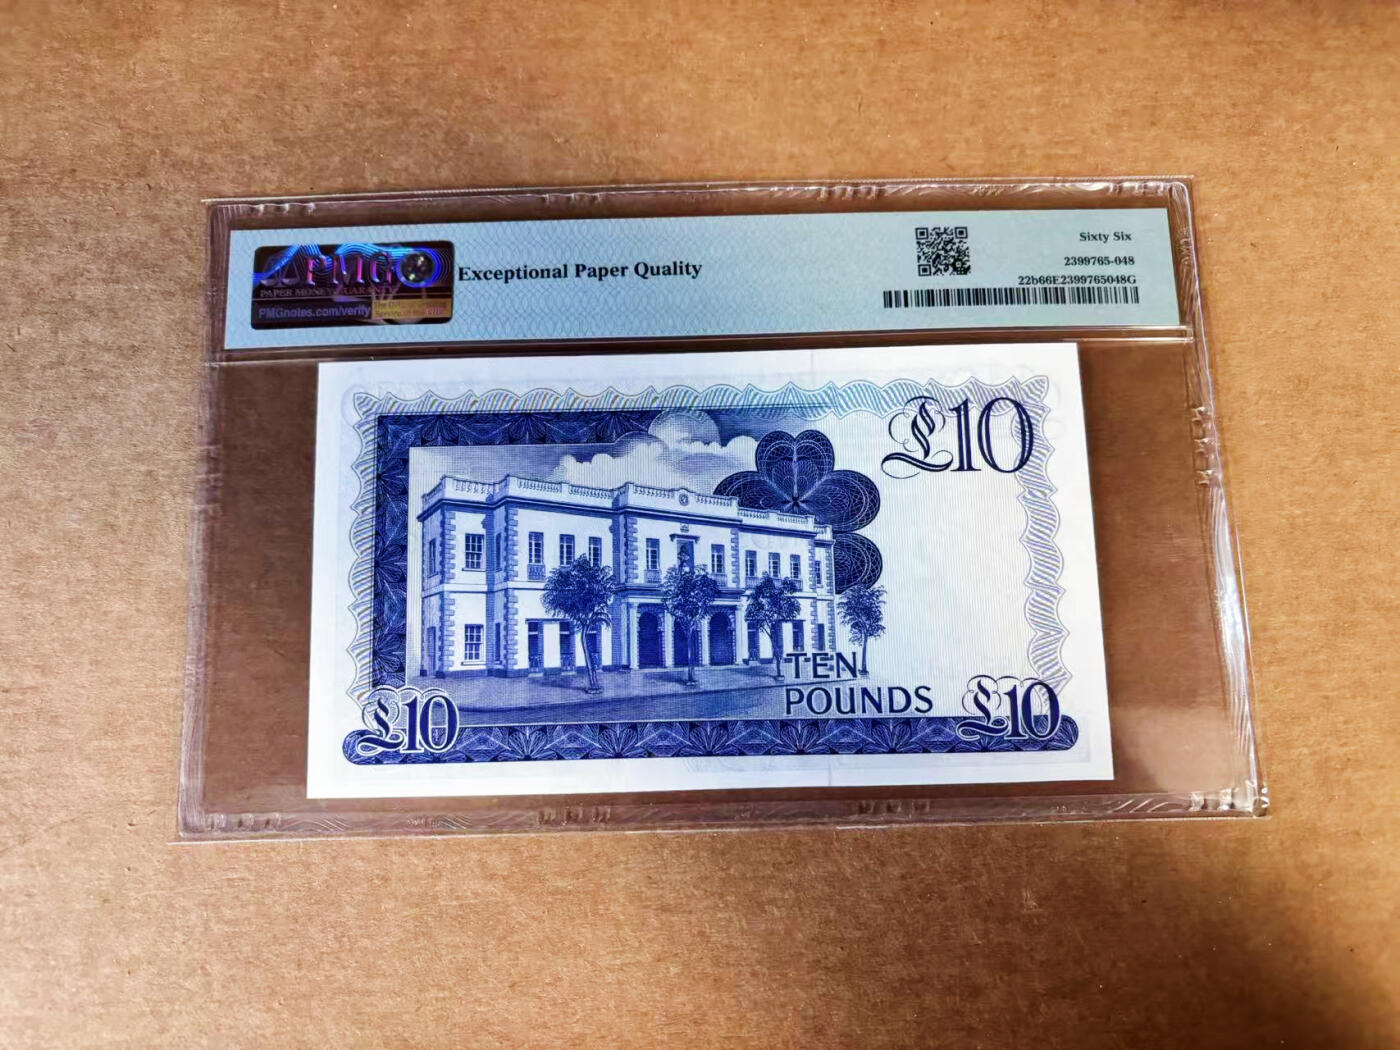 PMG
PAPER MONEY GUARANTY
PMGnotes.com/verify
Exceptional Paper Quality
Sixty Six
2399765-048
22b66E2399765048G
£10
TEN
POUNDS
£10
£10